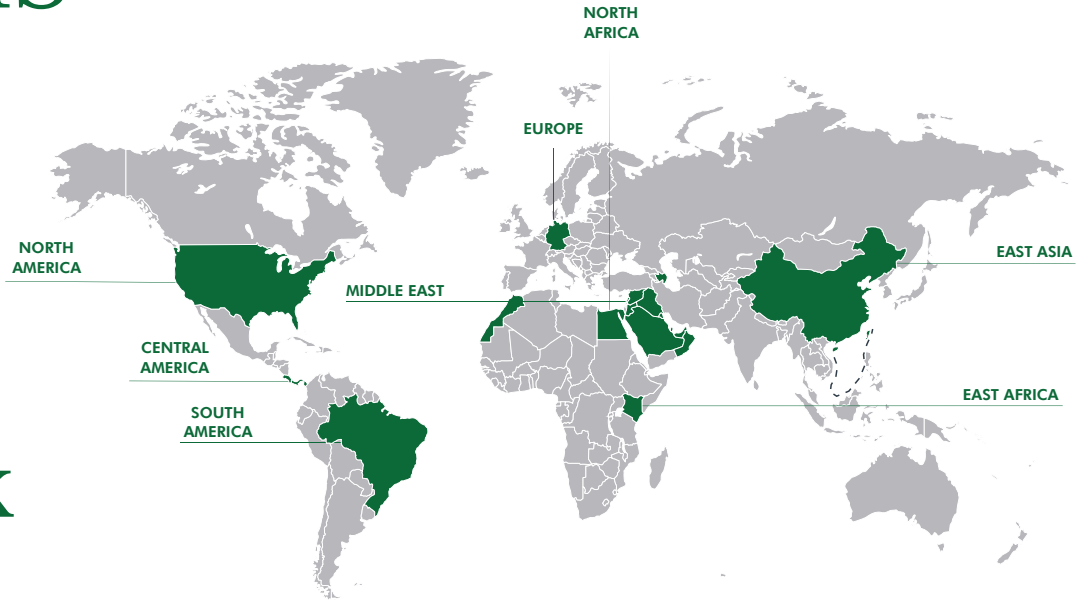 NORTH
AFRICA
EUROPE
NORTH
AMERICA
EAST ASIA
MIDDLE EAST
CENTRAL
AMERICA
EAST AFRICA
SOUTH
AMERICA